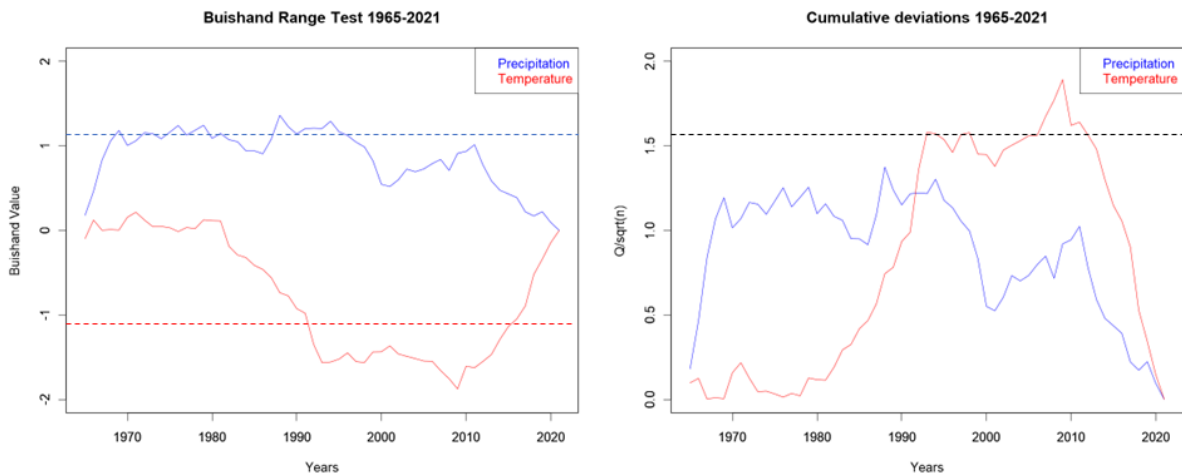 Buishand Range Test 1965-2021
Precipitation
Temperature
2
1
0
-1
-2
Buishand Value
1970
1980
1990
2000
2010
2020
Years
Cumulative deviations 1965-2021
Precipitation
Temperature
2.0
1.5
1.0
0.5
0.0
Q/sqrt(n)
1970
1980
1990
2000
2010
2020
Years